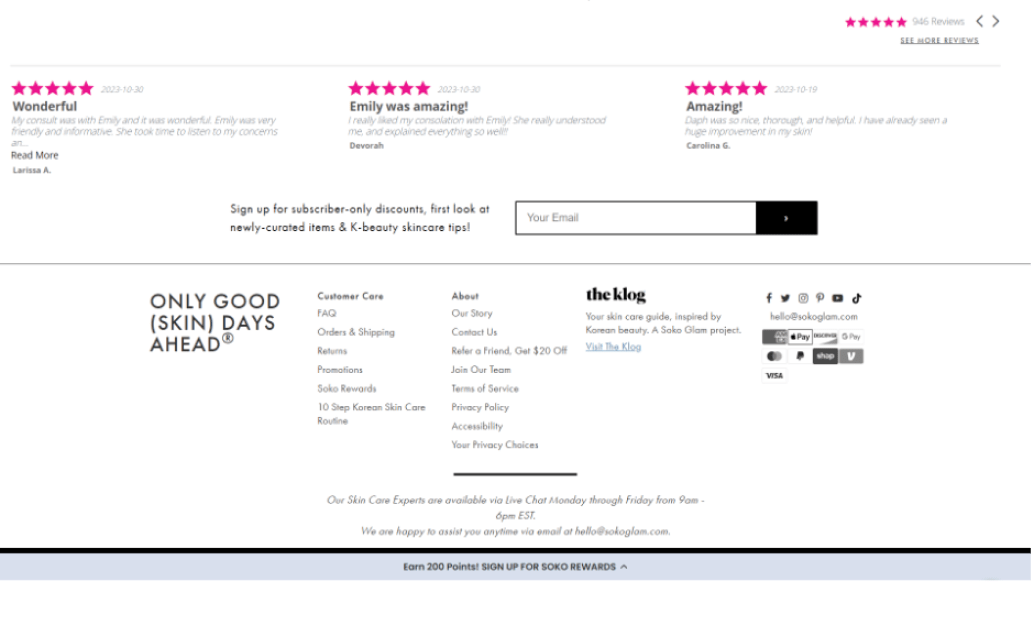 946 Reviews
SEE MORE REVIEWS
2023-10-30
Wonderful
My consult was with Emily and it was wonderful. Emily was very
friendly and informative. She took time to listen to my concerns
an...
Read More
Larissa A.
2023-10-30
Emily was amazing!
I really liked my consolation with Emily! She really understood
me, and explained everything so well!!
Devorah
2023-10-19
Amazing!
Daph was so nice, thorough, and helpful. I have already seen a
huge improvement in my skin!
Carolina G.
Sign up for subscriber-only discounts, first look at
newly-curated items & K-beauty skincare tips!
Your Email
ONLY GOOD
(SKIN) DAYS
AHEAD®
Customer Care
FAQ
Orders & Shipping
Returns
Promotions
Soko Rewards
10 Step Korean Skin Care
Routine
About
Our Story
Contact Us
Refer a Friend, Get $20 Off
Join Our Team
Terms of Service
Privacy Policy
Accessibility
Your Privacy Choices
the klog
Your skin care guide, inspired by
Korean beauty. A Soko Glam project.
Visit The Klog
hello@sokoglam.com
Pay DISCOVER G Pay
shop
VISA
Our Skin Care Experts are available via Live Chat Monday through Friday from 9am -
6pm EST.
We are happy to assist you anytime via email at hello@sokoglam.com.
Earn 200 Points! SIGN UP FOR SOKO REWARDS